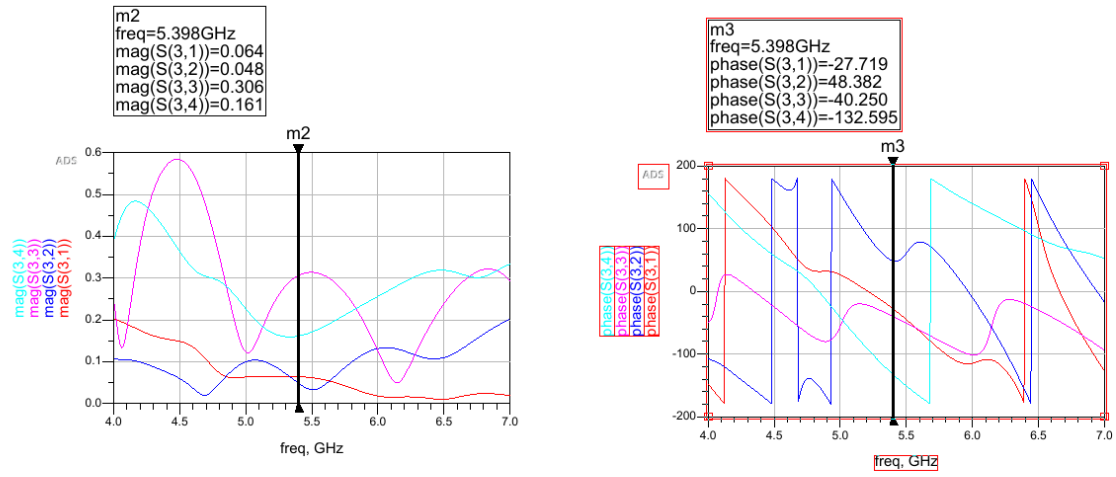 m2
freq=5.398GHz
mag(S(3,1))=0.064
mag(S(3,2))=0.048
mag(S(3,3))=0.306
mag(S(3,4))=0.161
m2
ADS
0.6
0.5
0.4
0.3
0.2
0.1
0.0
mag(S(3,4))
mag(S(3,3))
mag(S(3,2))
mag(S(3,1))
4.0 4.5 5.0 5.5 6.0 6.5 7.0
freq, GHz
m3
freq=5.398GHz
phase(S(3,1))=-27.719
phase(S(3,2))=48.382
phase(S(3,3))=-40.250
phase(S(3,4))=-132.595
m3
ADS
200
100
0
-100
-200
phase(S(3,4))
phase(S(3,3))
phase(S(3,2))
phase(S(3,1))
4.0 4.5 5.0 5.5 6.0 6.5 7.0
freq, GHz